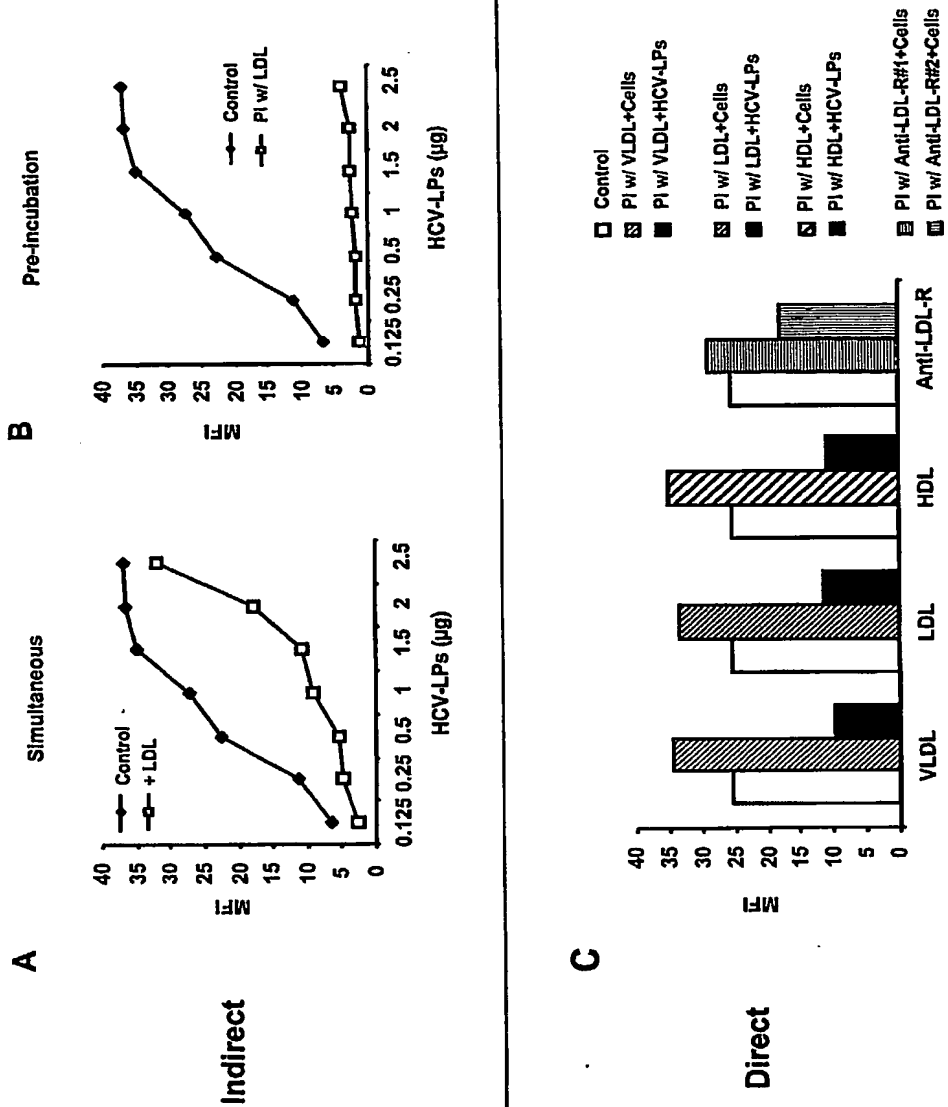 Indirect
A
Simultaneous
Control
+ LDL
MFI
40
35
30
25
20
15
10
5
0
0.125 0.25 0.5 1 1.5 2 2.5
HCV-LPs (µg)
B
Pre-incubation
Control
PI w/ LDL
MFI
40
35
30
25
20
15
10
5
0
0.125 0.25 0.5 1 1.5 2 2.5
HCV-LPs (µg)
Direct
C
MFI
40
35
30
25
20
15
10
5
0
VLDL LDL HDL Anti-LDL-R
Control
PI w/ VLDL+Cells
PI w/ VLDL+HCV-LPs
PI w/ LDL+Cells
PI w/ LDL+HCV-LPs
PI w/ HDL+Cells
PI w/ HDL+HCV-LPs
PI w/ Anti-LDL-R#1+Cells
PI w/ Anti-LDL-R#2+Cells